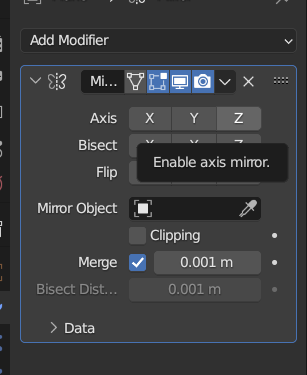 Add Modifier
Mi...
Axis X Y Z
Bisect
Enable axis mirror.
Flip
Mirror Object
Clipping
Merge 0.001 m
Bisect Dist... 0.001 m
Data